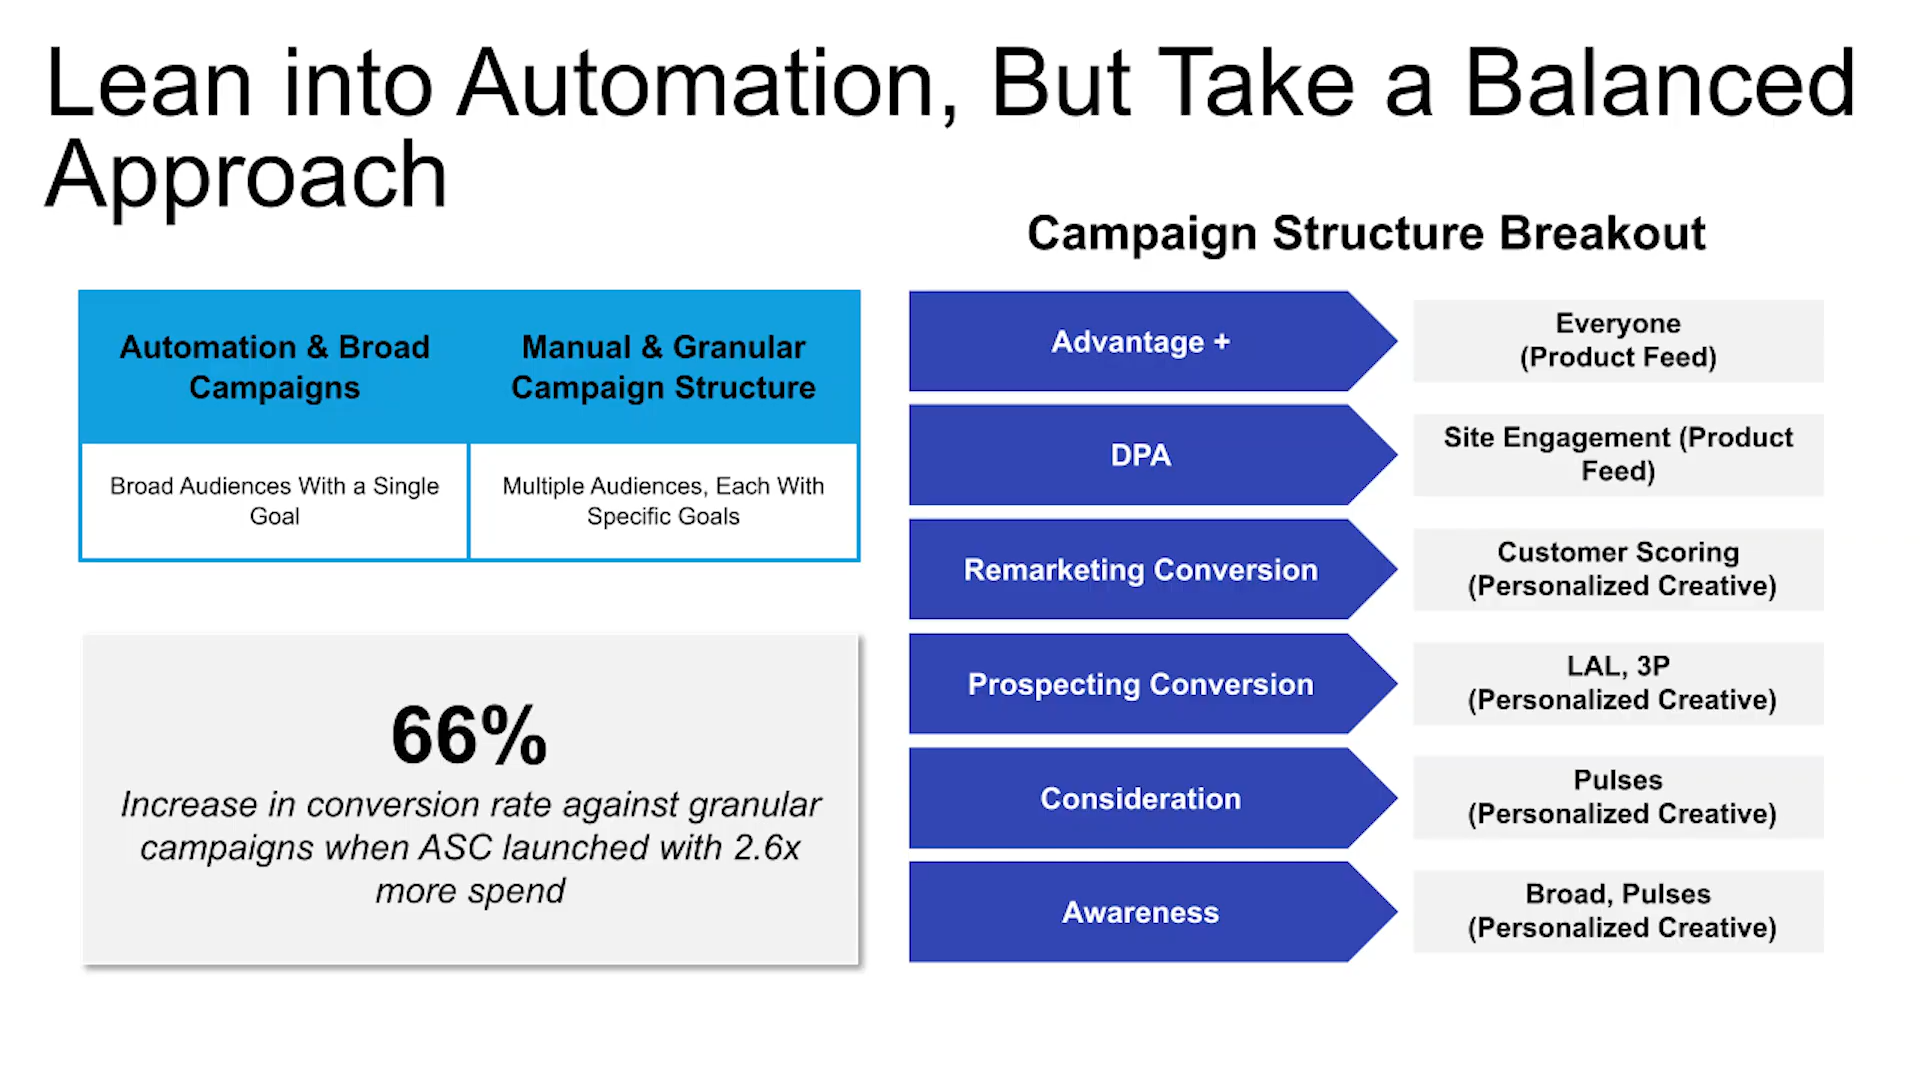 Lean into Automation, But Take a Balanced
Approach
Automation & Broad
Campaigns
Manual & Granular
Campaign Structure
Broad Audiences With a Single
Goal
Multiple Audiences, Each With
Specific Goals
66%
Increase in conversion rate against granular
campaigns when ASC launched with 2.6x
more spend
Campaign Structure Breakout
Advantage +
Everyone
(Product Feed)
DPA
Site Engagement (Product
Feed)
Remarketing Conversion
Customer Scoring
(Personalized Creative)
Prospecting Conversion
LAL, 3P
(Personalized Creative)
Consideration
Pulses
(Personalized Creative)
Awareness
Broad, Pulses
(Personalized Creative)